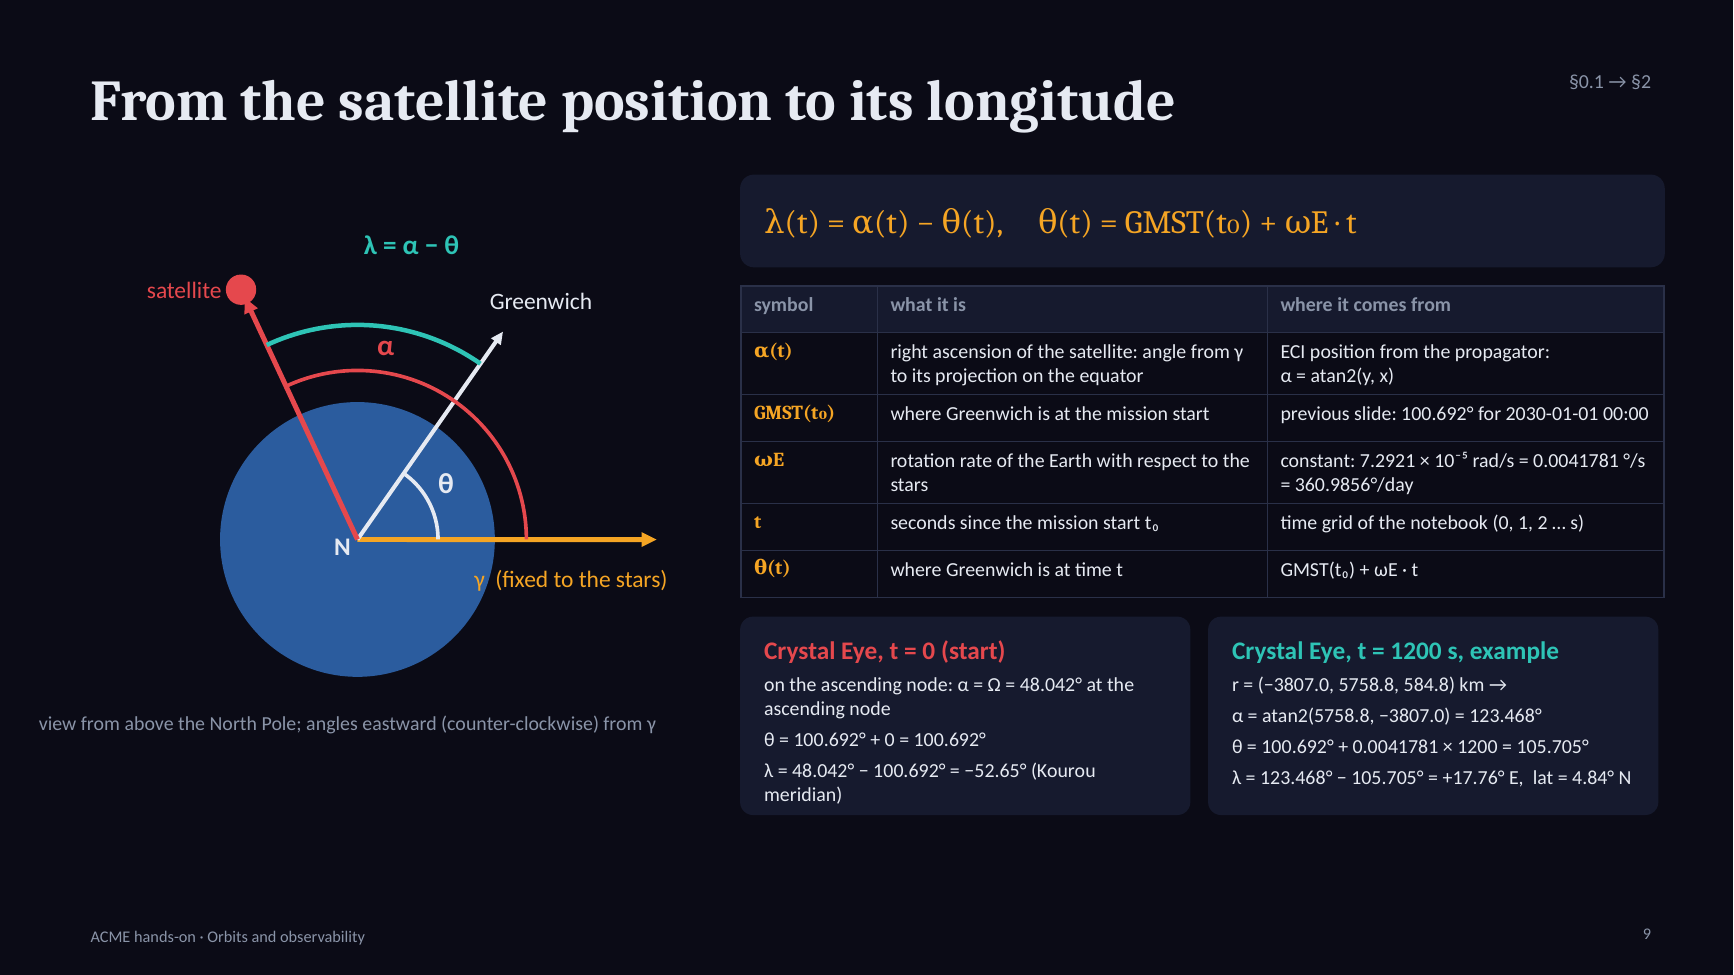 From the satellite position to its longitude
§0.1 → §2
λ = α − θ
satellite
Greenwich
α
θ
N
γ (fixed to the stars)
view from above the North Pole; angles eastward (counter-clockwise) from γ
λ(t) = α(t) − θ(t), θ(t) = GMST(t₀) + ωE · t
symbol what it is where it comes from
α(t) right ascension of the satellite: angle from γ ECI position from the propagator:
to its projection on the equator α = atan2(y, x)
GMST(t₀) where Greenwich is at the mission start previous slide: 100.692° for 2030-01-01 00:00
ωE rotation rate of the Earth with respect to the constant: 7.2921 × 10⁻⁵ rad/s = 0.0041781 °/s
stars = 360.9856°/day
t seconds since the mission start t₀ time grid of the notebook (0, 1, 2 … s)
θ(t) where Greenwich is at time t GMST(t₀) + ωE · t
Crystal Eye, t = 0 (start)
on the ascending node: α = Ω = 48.042° at the
ascending node
θ = 100.692° + 0 = 100.692°
λ = 48.042° − 100.692° = −52.65° (Kourou
meridian)
Crystal Eye, t = 1200 s, example
r = (−3807.0, 5758.8, 584.8) km →
α = atan2(5758.8, −3807.0) = 123.468°
θ = 100.692° + 0.0041781 × 1200 = 105.705°
λ = 123.468° − 105.705° = +17.76° E, lat = 4.84° N
ACME hands-on · Orbits and observability
9